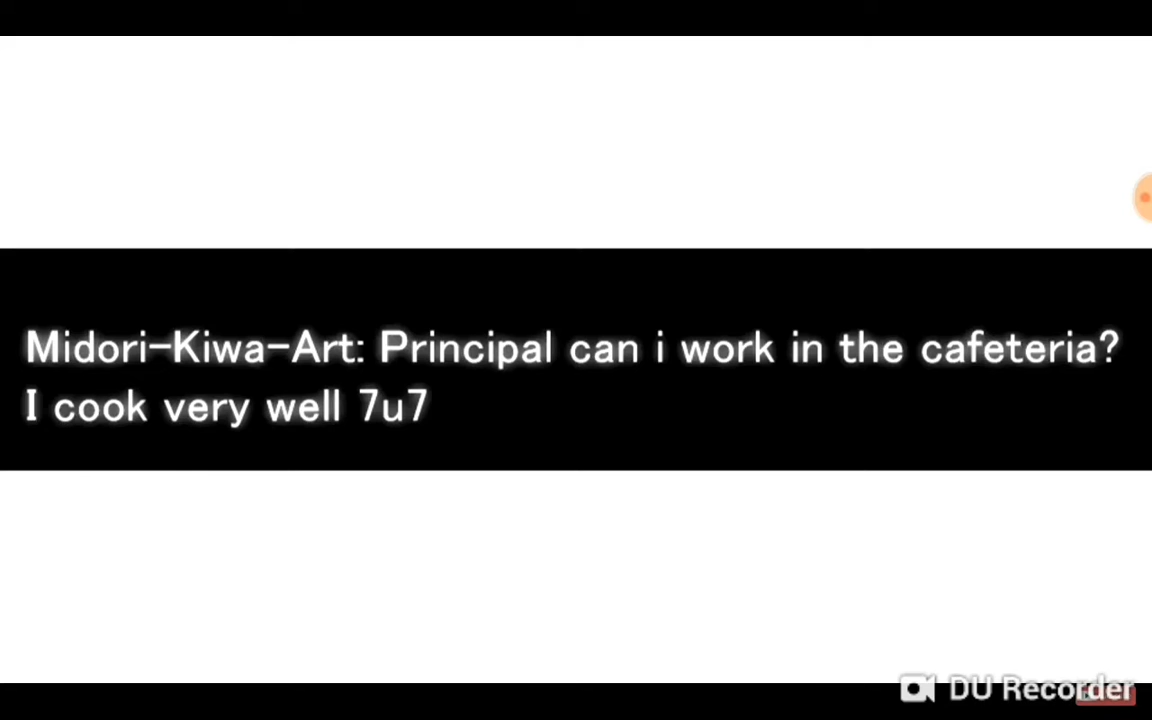 Midori-Kiwa-Art: Principal can i work in the cafeteria?
I cook very well 7u7
DU Recorder